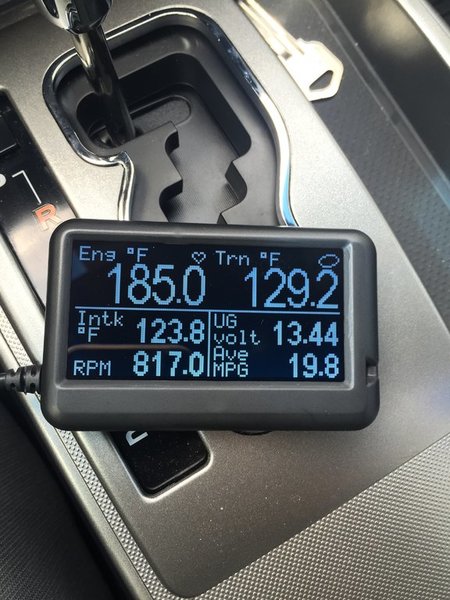 Eng °F Trn °F
185.0 129.2
Intk °F 123.8 UG volt 13.44
RPM 817.0 Ave MPG 19.8
R